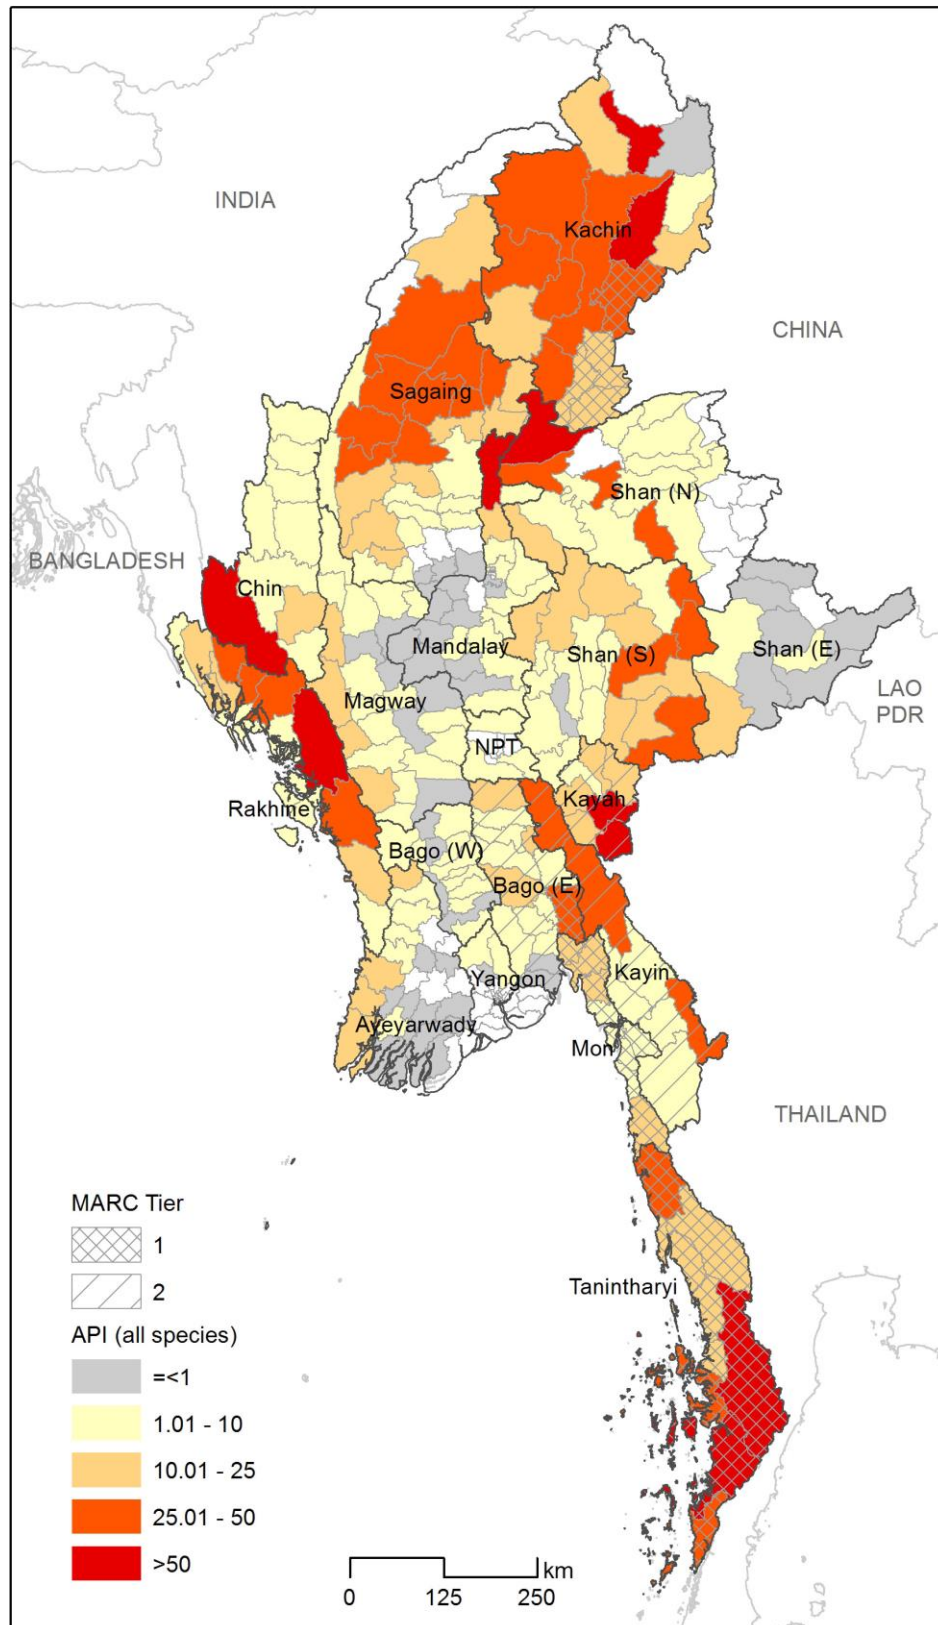 INDIA
Kachin
CHINA
Sagaing
Shan (N)
BANGLADESH
Chin
Mandalay
Shan (S)
Shan (E)
Magway
LAO
PDR
NPT
Rakhine
Kayah
Bago (W)
Bago (E)
Yangon
Kayin
Ayeyarwady
Mon
THAILAND
MARC Tier
1
2
Tanintharyi
API (all species)
=<1
1.01 - 10
10.01 - 25
25.01 - 50
>50
km
0 125 250